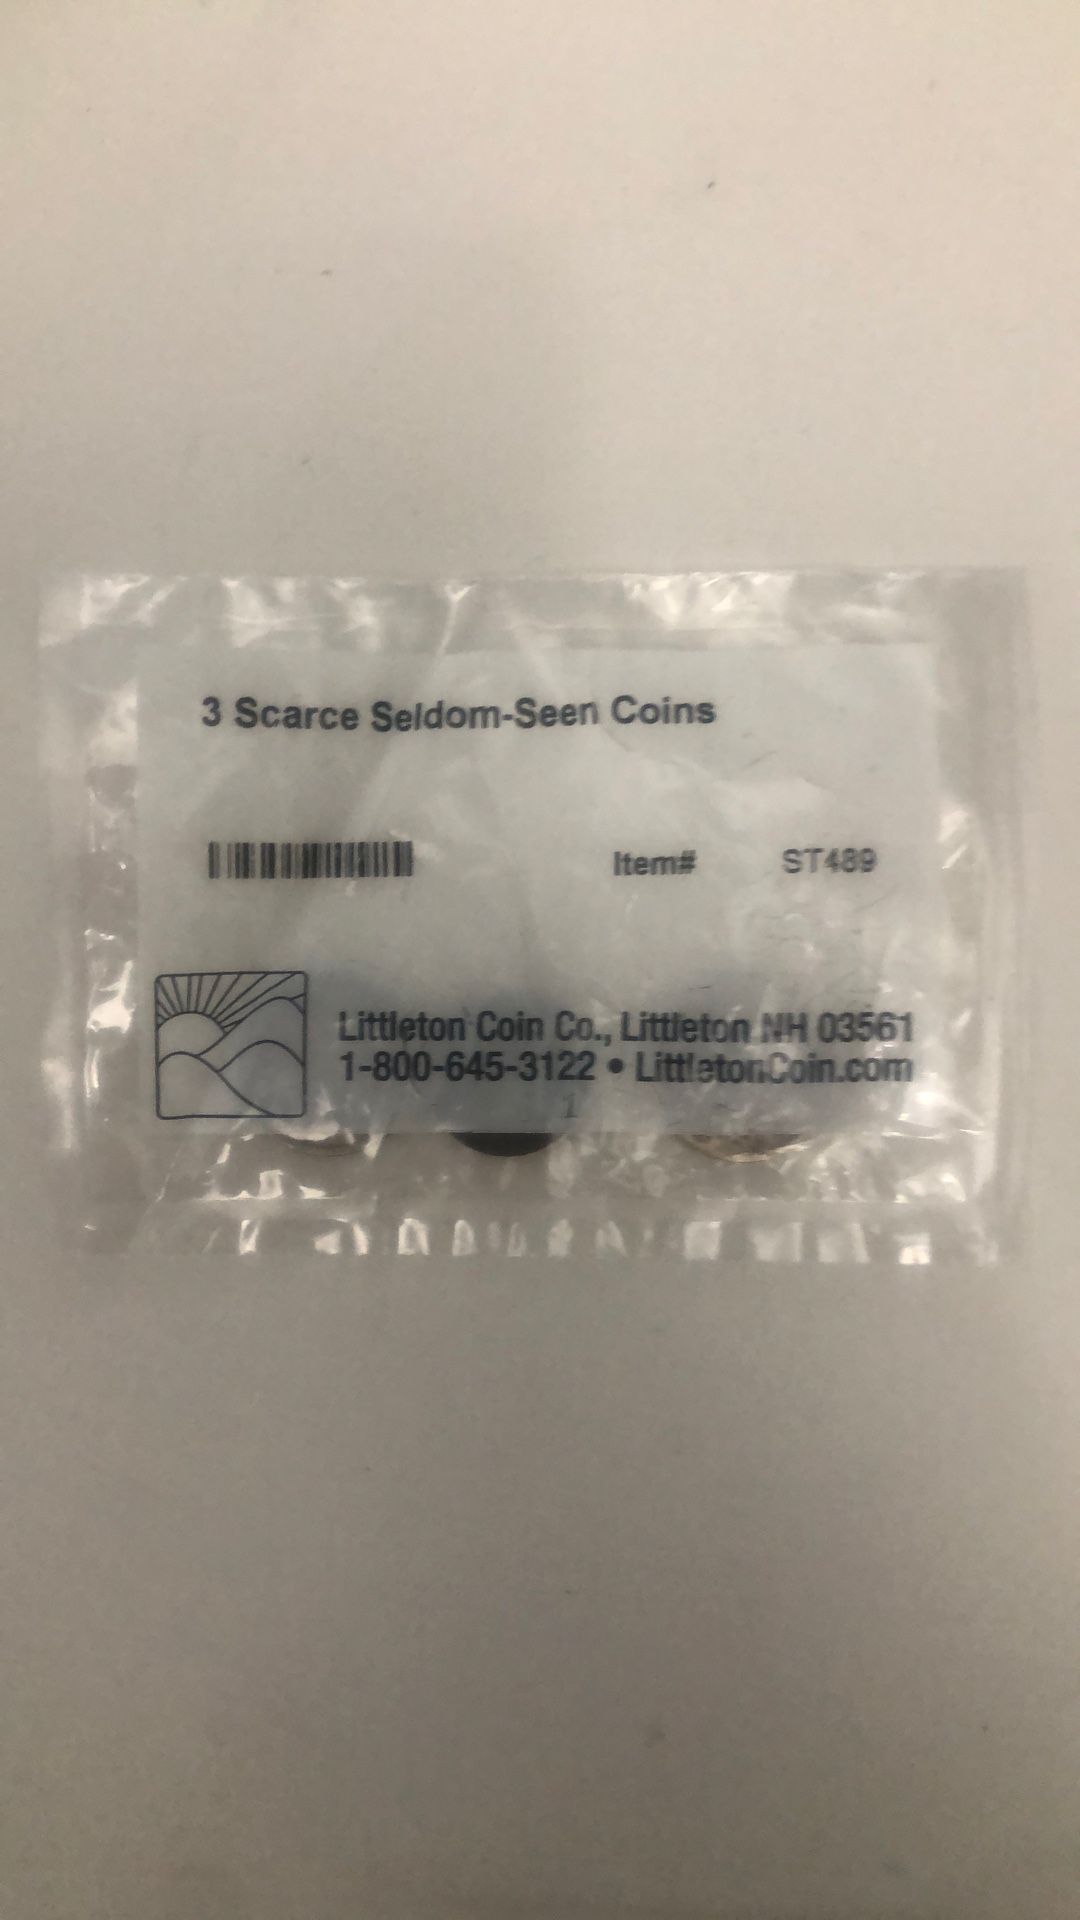 3 Scarce Seldom-Seen Coins
Item# ST489
Littleton Coin Co., Littleton NH 03561
1-800-645-3122 • LittletonCoin.com
1